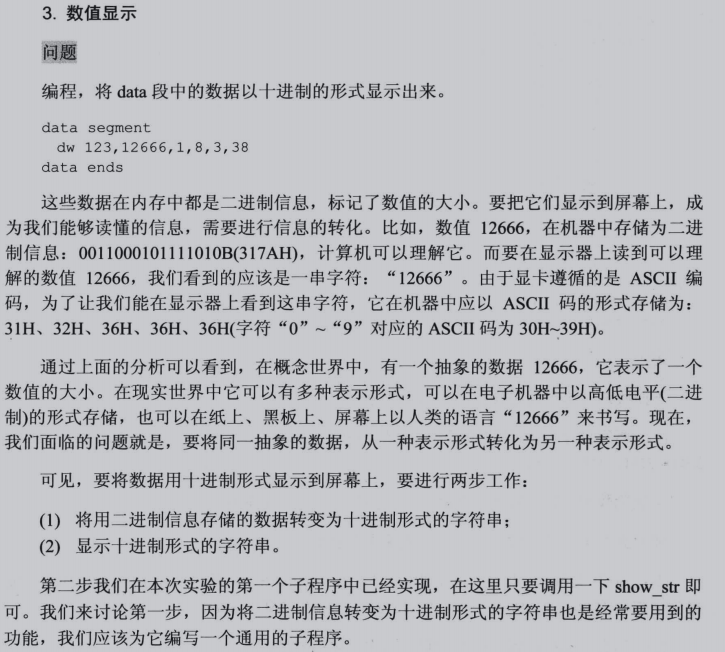 3. 数值显示
问题
编程，将 data 段中的数据以十进制的形式显示出来。
data segment
dw 123,12666,1,8,3,38
data ends
这些数据在内存中都是二进制信息，标记了数值的大小。要把它们显示到屏幕上，成
为我们能够读懂的信息，需要进行信息的转化。比如，数值 12666，在机器中存储为二进
制信息：0011000101111010B(317AH)，计算机可以理解它。而要在显示器上读到可以理
解的数值 12666，我们看到的应该是一串字符：“12666”。由于显卡遵循的是 ASCII 编
码，为了让我们能在显示器上看到这串字符，它在机器中应以 ASCII 码的形式存储为：
31H、32H、36H、36H、36H(字符“0”~“9”对应的 ASCII 码为 30H~39H)。
通过上面的分析可以看到，在概念世界中，有一个抽象的数据 12666，它表示了一个
数值的大小。在现实世界中它可以有多种表示形式，可以在电子机器中以高低电平(二进
制)的形式存储，也可以在纸上、黑板上、屏幕上以人类的语言“12666”来书写。现在，
我们面临的问题就是，要将同一抽象的数据，从一种表示形式转化为另一种表示形式。
可见，要将数据用十进制形式显示到屏幕上，要进行两步工作：
(1) 将用二进制信息存储的数据转变为十进制形式的字符串；
(2) 显示十进制形式的字符串。
第二步我们在本次实验的第一个子程序中已经实现，在这里只要调用一下 show_str 即
可。我们来讨论第一步，因为将二进制信息转变为十进制形式的字符串也是经常要用到的
功能，我们应该为它编写一个通用的子程序。